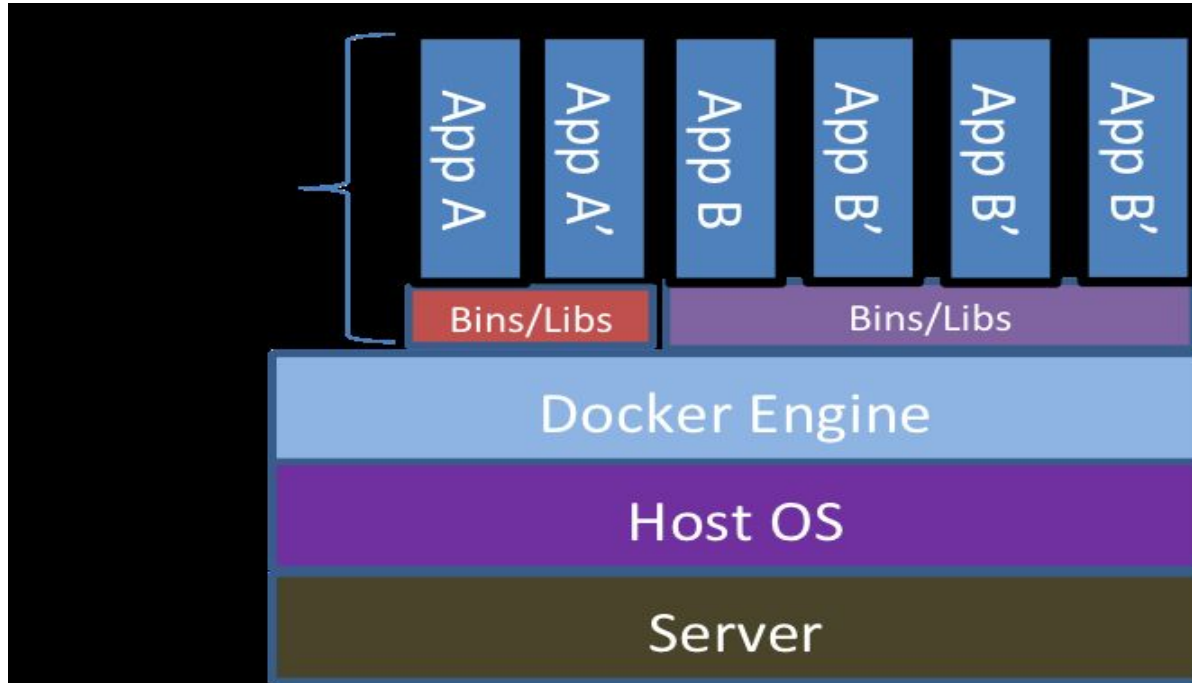 App A
App A’
App B
App B’
App B’
App B’
Bins/Libs
Bins/Libs
Docker Engine
Host OS
Server